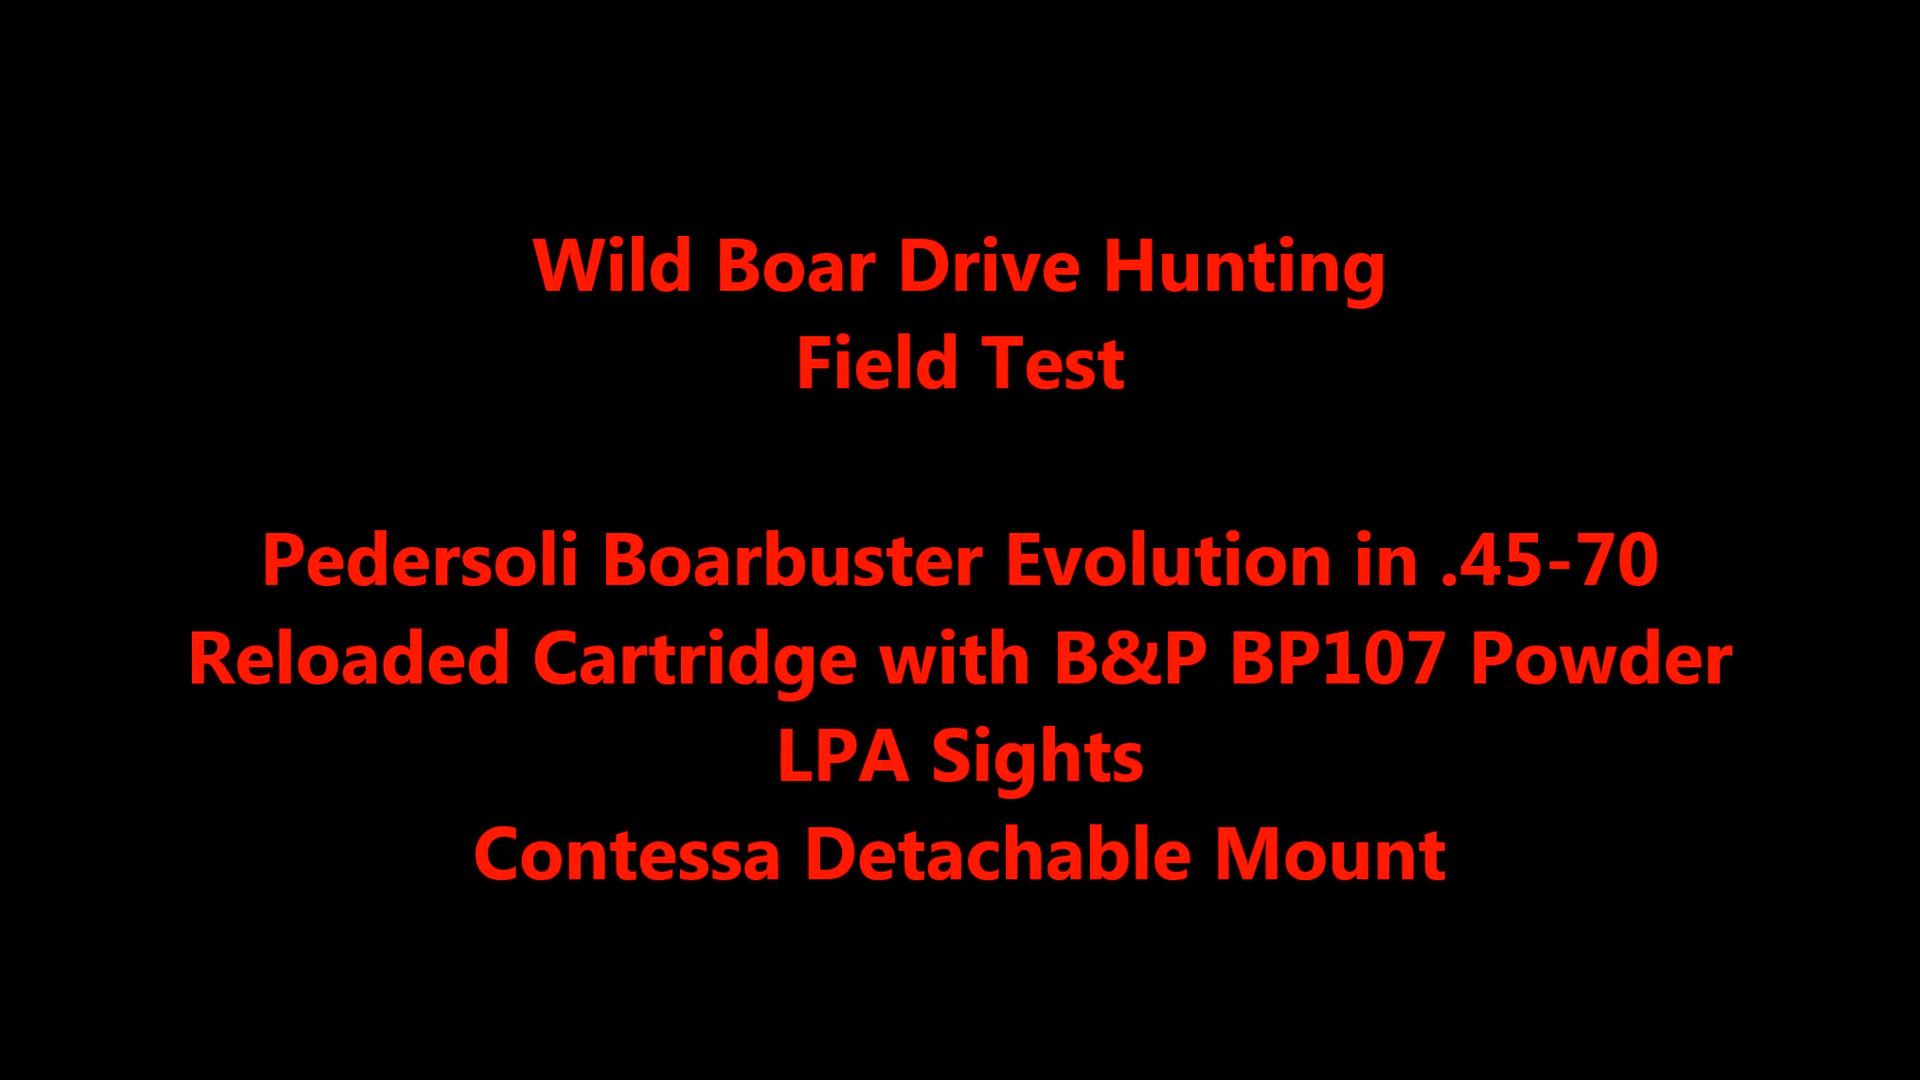 Wild Boar Drive Hunting
Field Test
Pedersoli Boarbuster Evolution in .45-70
Reloaded Cartridge with B&P BP107 Powder
LPA Sights
Contessa Detachable Mount